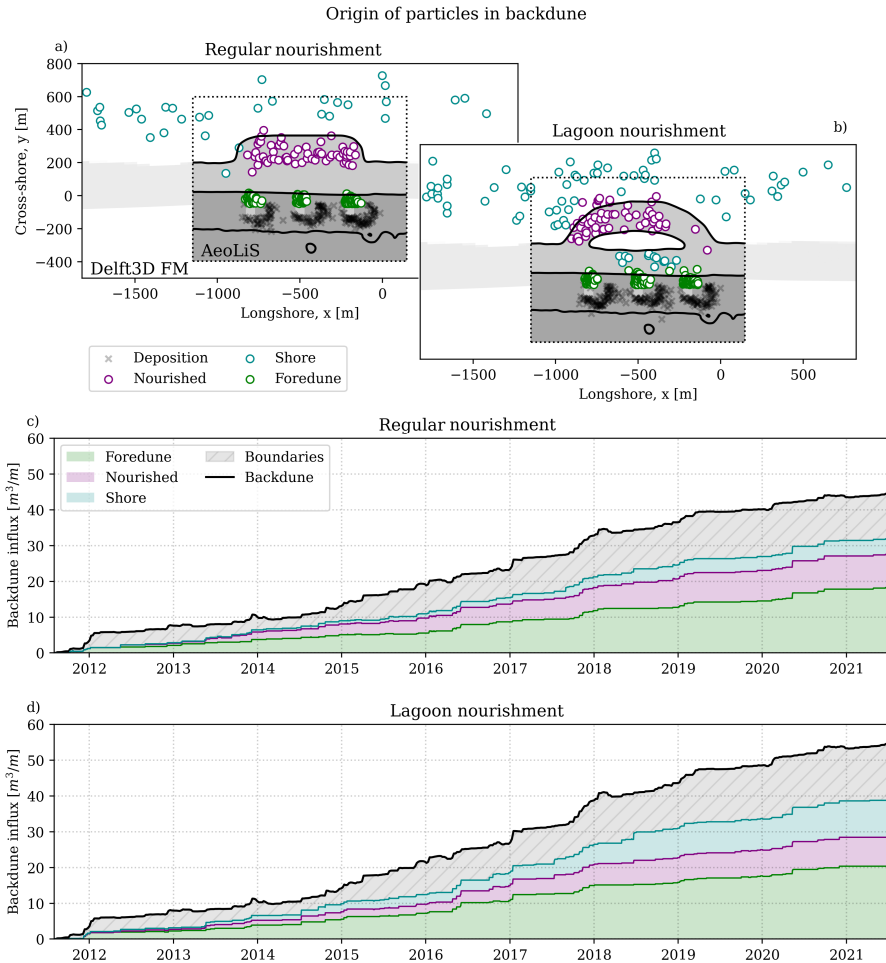 Origin of particles in backdune
a)
Regular nourishment
800
600
400
200
0
−200
−400
Cross-shore, y [m]
AeoLiS
Delft3D FM
−1500
−1000
−500
0
Longshore, x [m]
Lagoon nourishment
b)
−1500
−1000
−500
0
500
Longshore, x [m]
Deposition
Shore
Nourished
Foredune
c)
Regular nourishment
60
50
40
30
20
10
0
Backdune influx [m³/m]
Foredune
Boundaries
Nourished
Backdune
Shore
2012
2013
2014
2015
2016
2017
2018
2019
2020
2021
d)
Lagoon nourishment
60
50
40
30
20
10
0
Backdune influx [m³/m]
2012
2013
2014
2015
2016
2017
2018
2019
2020
2021